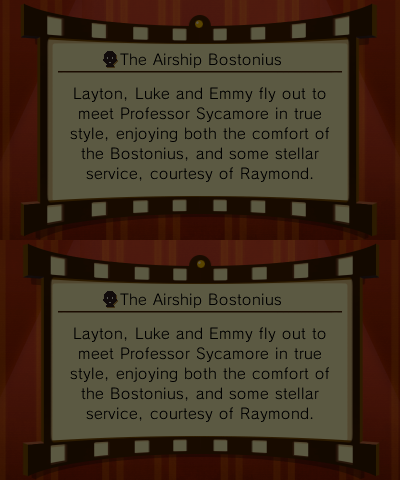 The Airship Bostonius
Layton, Luke and Emmy fly out to
meet Professor Sycamore in true
style, enjoying both the comfort of
the Bostonius, and some stellar
service, courtesy of Raymond.
The Airship Bostonius
Layton, Luke and Emmy fly out to
meet Professor Sycamore in true
style, enjoying both the comfort of
the Bostonius, and some stellar
service, courtesy of Raymond.